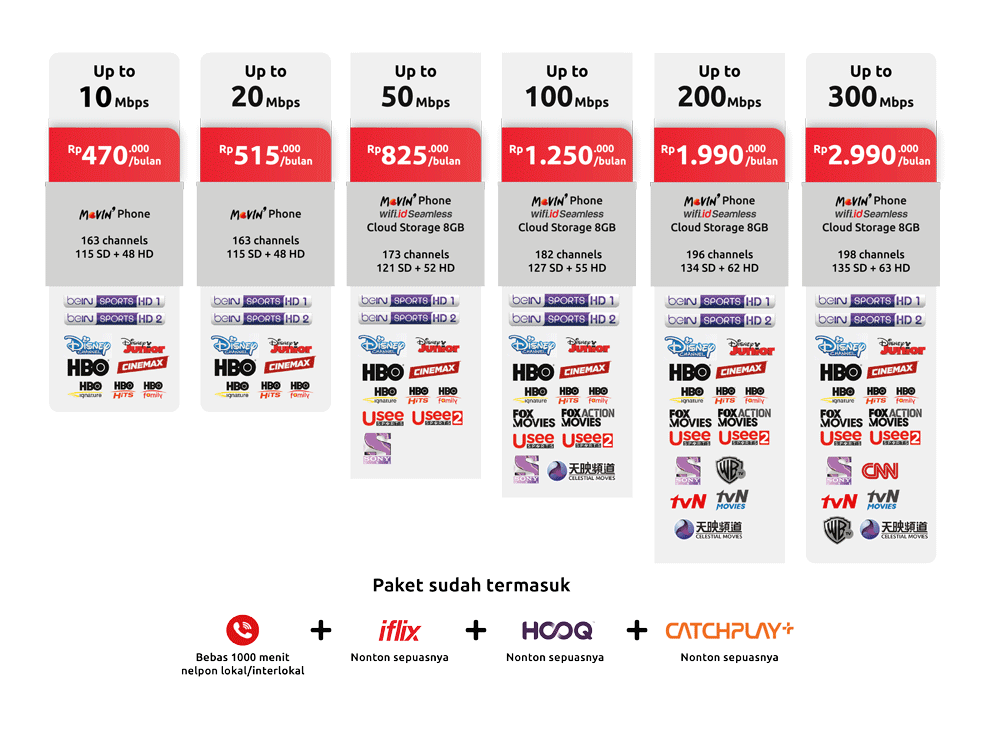 Up to
10 Mbps
Rp470.000/bulan
Movin' Phone
163 channels
115 SD + 48 HD
beIN SPORTS HD 1
beIN SPORTS HD 2
Disney CHANNEL
Disney Junior
HBO
CINEMAX
HBO Signature
HBO HiTS
HBO family
Up to
20 Mbps
Rp515.000/bulan
Movin' Phone
163 channels
115 SD + 48 HD
beIN SPORTS HD 1
beIN SPORTS HD 2
Disney CHANNEL
Disney Junior
HBO
CINEMAX
HBO Signature
HBO HiTS
HBO family
Up to
50 Mbps
Rp825.000/bulan
Movin' Phone
wifi.id Seamless
Cloud Storage 8GB
173 channels
121 SD + 52 HD
beIN SPORTS HD 1
beIN SPORTS HD 2
Disney CHANNEL
Disney Junior
HBO
CINEMAX
HBO Signature
HBO HiTS
HBO family
Usee SPORTS
Usee 2 SPORTS
SONY
Up to
100 Mbps
Rp1.250.000/bulan
Movin' Phone
wifi.id Seamless
Cloud Storage 8GB
182 channels
127 SD + 55 HD
beIN SPORTS HD 1
beIN SPORTS HD 2
Disney CHANNEL
Disney Junior
HBO
CINEMAX
HBO Signature
HBO HiTS
HBO family
FOX MOVIES
FOX ACTION MOVIES
Usee SPORTS
Usee 2 SPORTS
SONY
天映頻道
CELESTIAL MOVIES
Up to
200 Mbps
Rp1.990.000/bulan
Movin' Phone
wifi.id Seamless
Cloud Storage 8GB
196 channels
134 SD + 62 HD
beIN SPORTS HD 1
beIN SPORTS HD 2
Disney CHANNEL
Disney Junior
HBO
CINEMAX
HBO Signature
HBO HiTS
HBO family
FOX MOVIES
FOX ACTION MOVIES
Usee SPORTS
Usee 2 SPORTS
SONY
WB TV
tvN
tvN MOVIES
天映頻道
CELESTIAL MOVIES
Up to
300 Mbps
Rp2.990.000/bulan
Movin' Phone
wifi.id Seamless
Cloud Storage 8GB
198 channels
135 SD + 63 HD
beIN SPORTS HD 1
beIN SPORTS HD 2
Disney CHANNEL
Disney Junior
HBO
CINEMAX
HBO Signature
HBO HiTS
HBO family
FOX MOVIES
FOX ACTION MOVIES
Usee SPORTS
Usee 2 SPORTS
SONY
CNN
tvN
tvN MOVIES
WB TV
天映頻道
CELESTIAL MOVIES
Paket sudah termasuk
Bebas 1000 menit
nelpon lokal/interlokal
+
iflix
Nonton sepuasnya
+
HOOQ
Nonton sepuasnya
+
CATCHPLAY+
Nonton sepuasnya